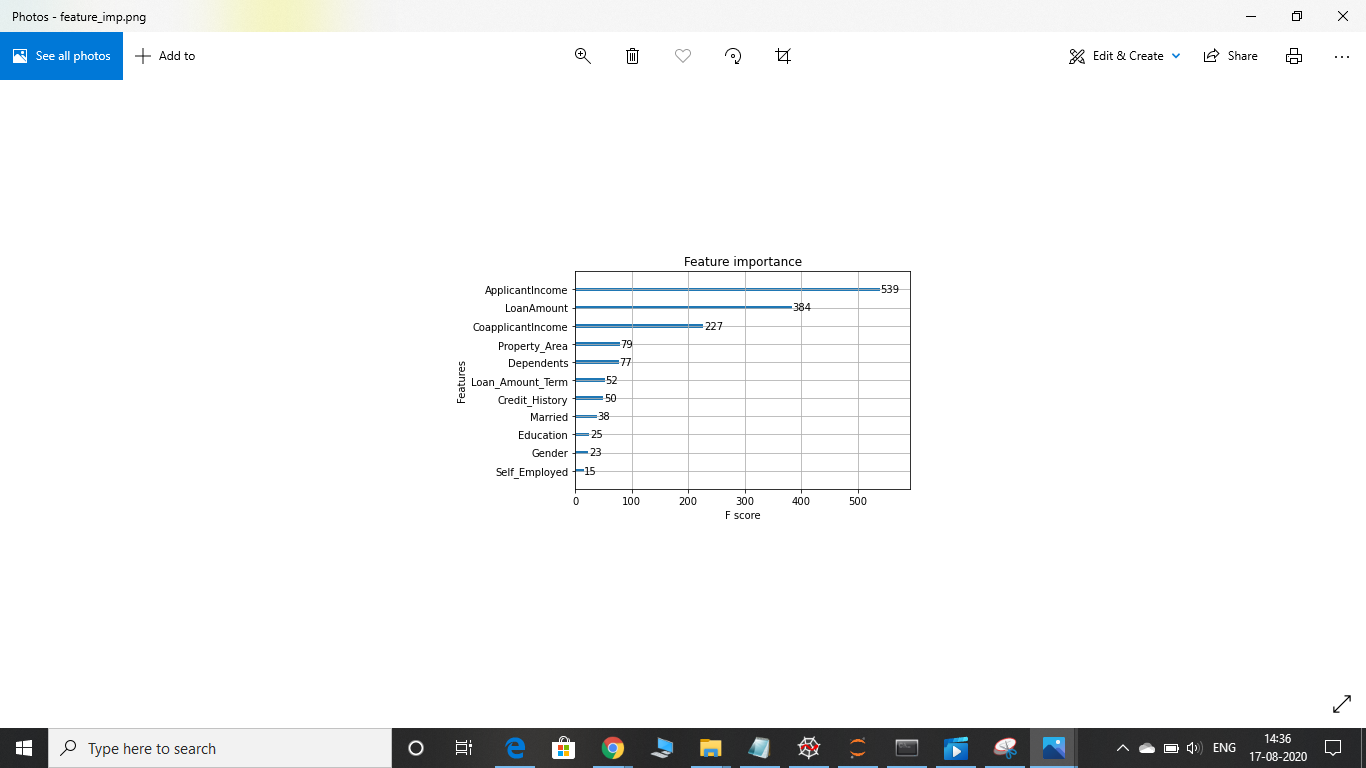 Photos - feature_imp.png
See all photos
Add to
Edit & Create
Share
Feature importance
ApplicantIncome 539
LoanAmount 384
CoapplicantIncome 227
Property_Area 79
Dependents 77
Loan_Amount_Term 52
Credit_History 50
Married 38
Education 25
Gender 23
Self_Employed 15
Features
0 100 200 300 400 500
F score
Type here to search
ENG
14:36
17-08-2020